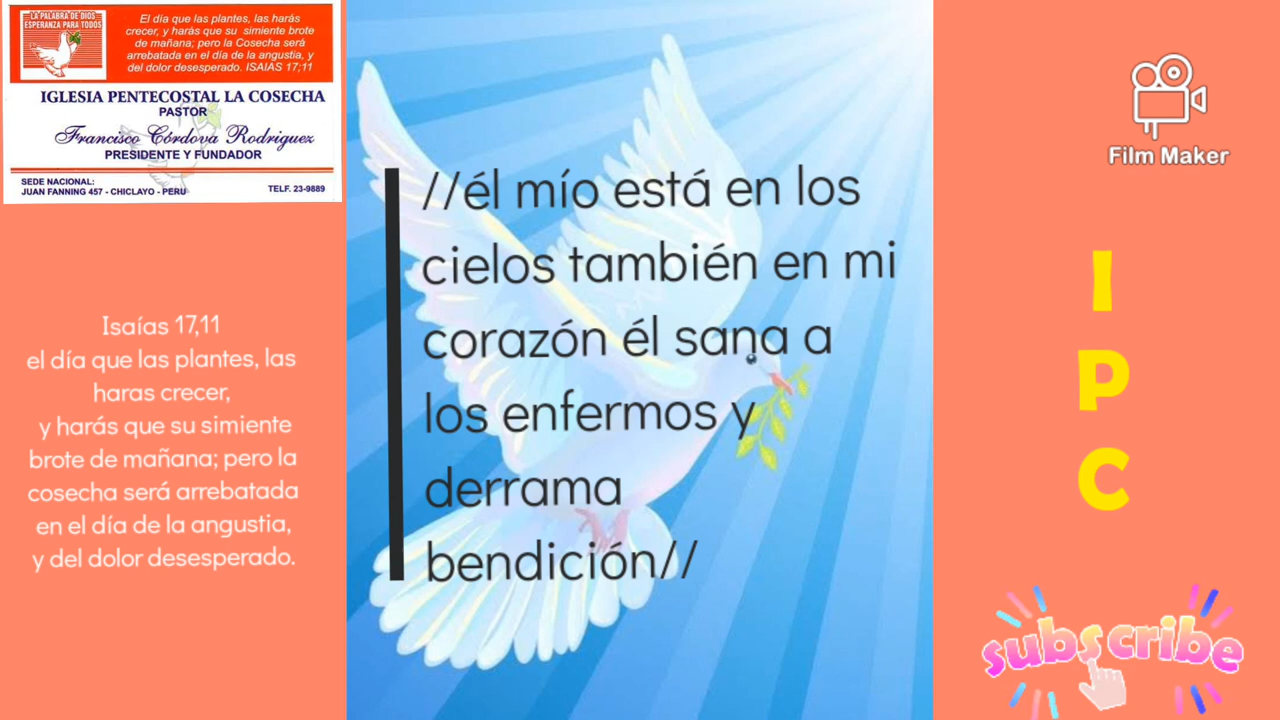 LA PALABRA DE DIOS
ESPERANZA PARA TODOS
El día que las plantes, las harás
crecer, y harás que su simiente brote
de mañana; pero la Cosecha será
arrebatada en el día de la angustia, y
del dolor desesperado. ISAIAS 17;11
IGLESIA PENTECOSTAL LA COSECHA
PASTOR
Francisco Córdova Rodriguez
PRESIDENTE Y FUNDADOR
SEDE NACIONAL:
JUAN FANNING 457 - CHICLAYO - PERU
TELF. 23-9889
Isaías 17,11
el día que las plantes, las
haras crecer,
y harás que su simiente
brote de mañana; pero la
cosecha será arrebatada
en el día de la angustia,
y del dolor desesperado.
//él mío está en los
cielos también en mi
corazón él sana a
los enfermos y
derrama
bendición//
Film Maker
I
P
C
subscribe